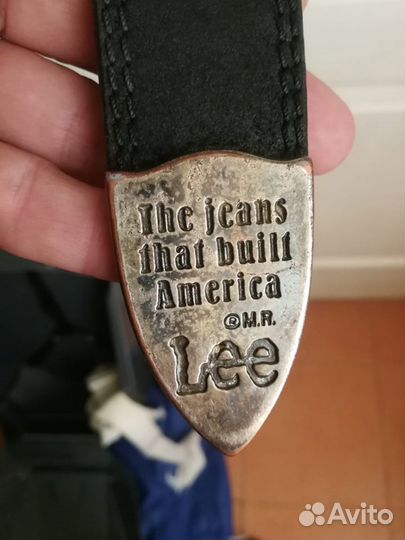 The jeans
that built
America
®M.R.
Lee
Avito